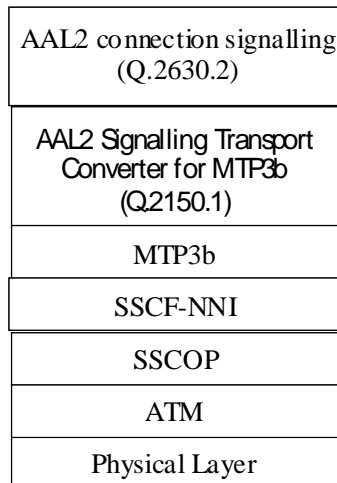 AAL2 connection signalling
(Q.2630.2)
AAL2 Signalling Transport
Converter for MTP3b
(Q.2150.1)
MTP3b
SSCF-NNI
SSCOP
ATM
Physical Layer